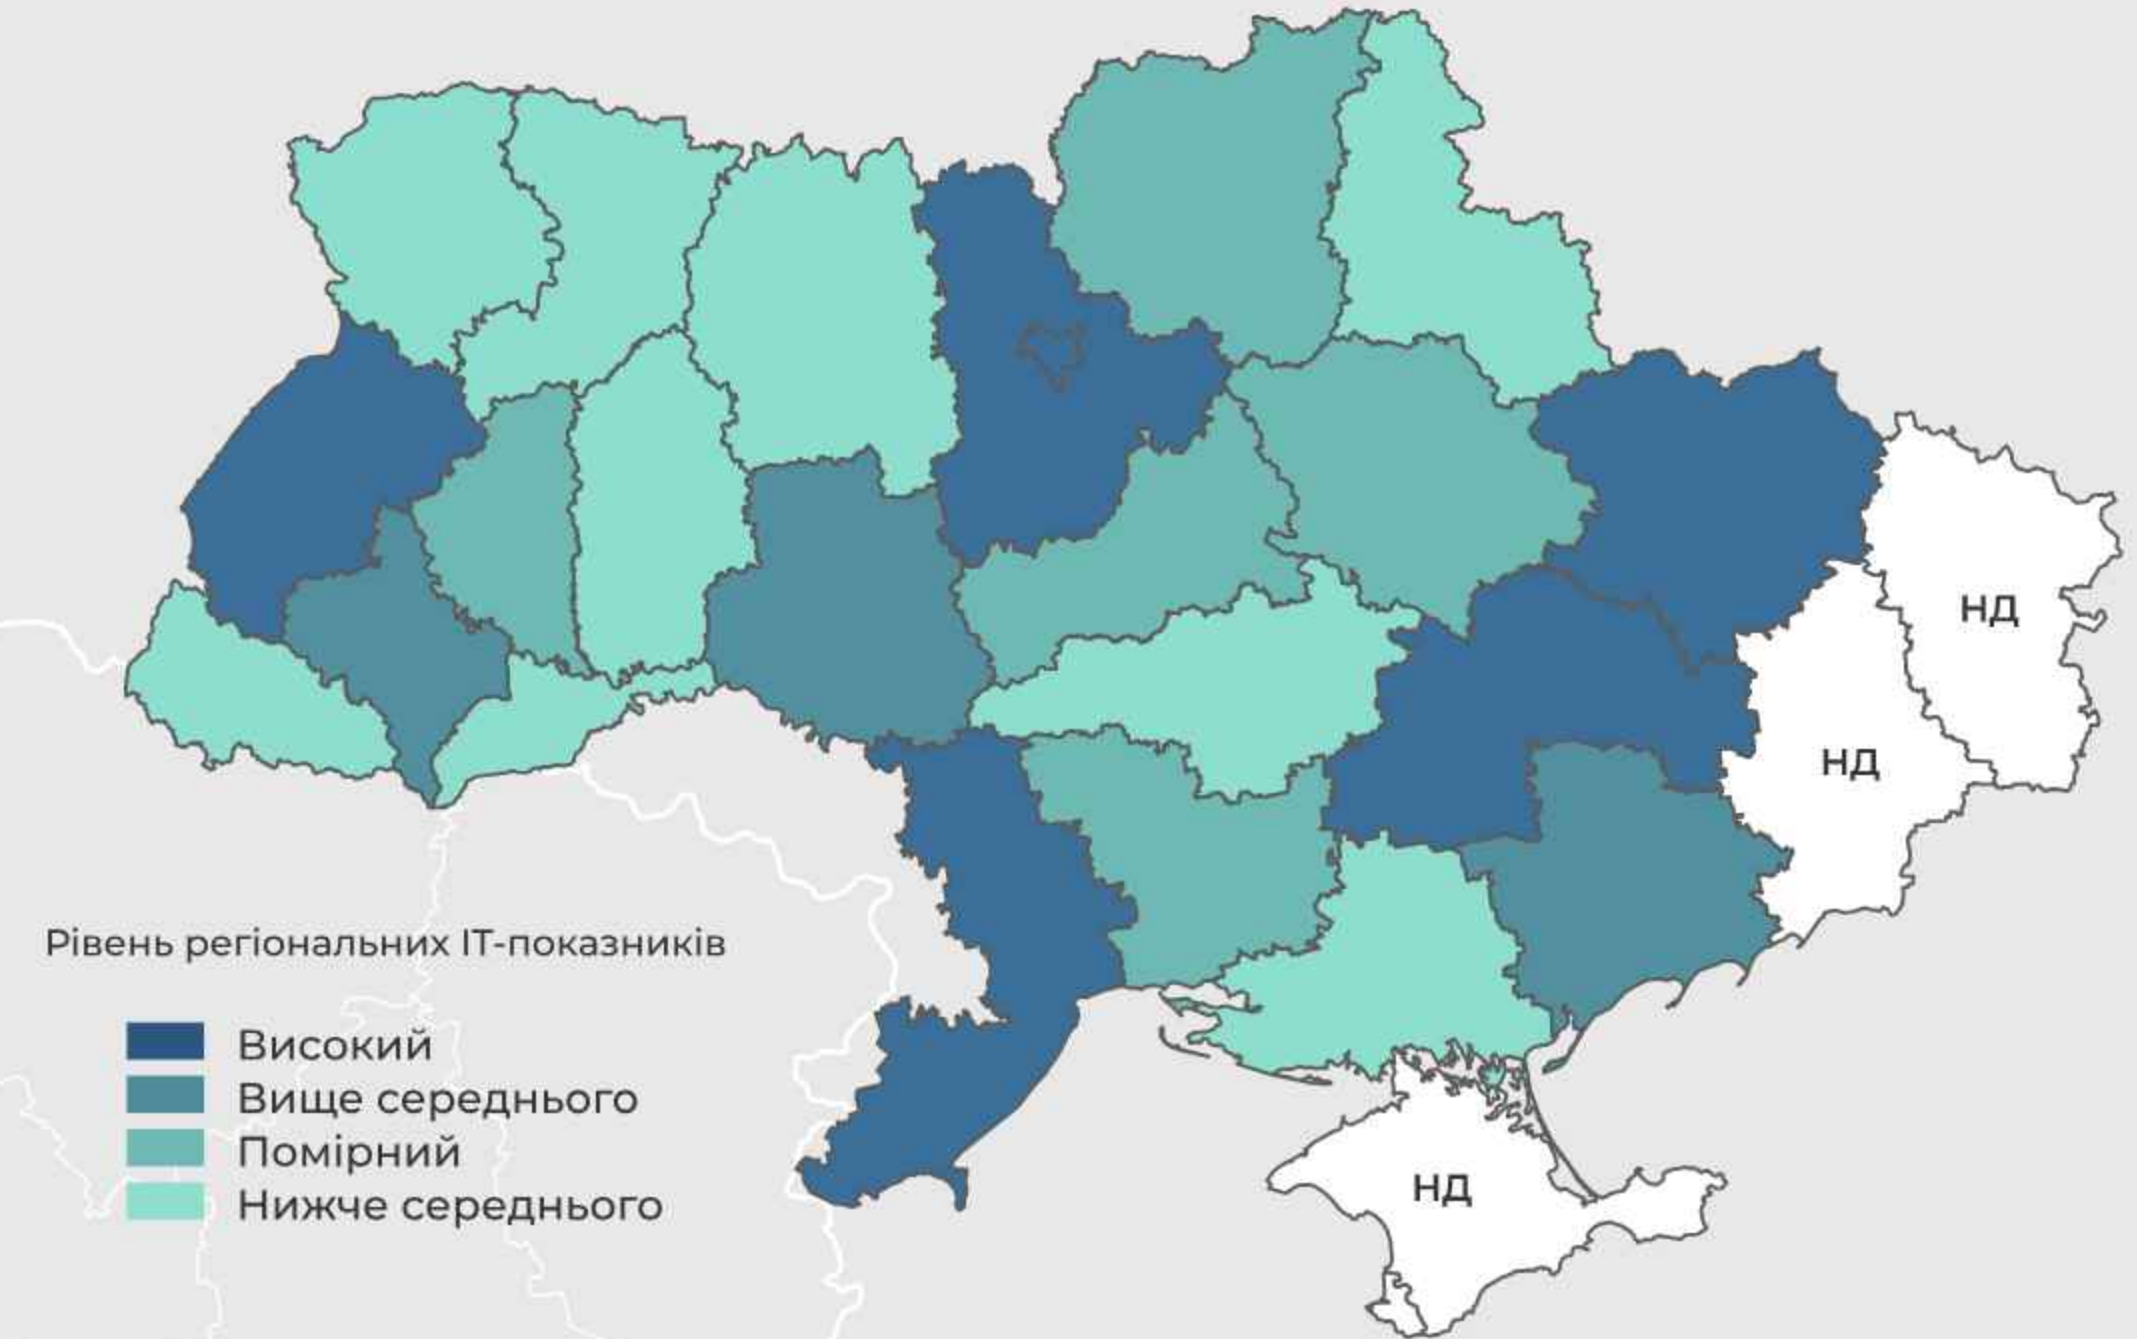 НД
НД
Рівень регіональних ІТ-показників
Високий
Вище середнього
Помірний
Нижче середнього
НД